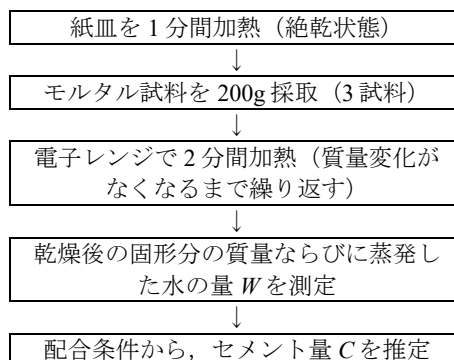 紙皿を 1 分間加熱（絶乾状態）
↓
モルタル試料を 200g 採取（3 試料）
↓
電子レンジで 2 分間加熱（質量変化が
なくなるまで繰り返す）
↓
乾燥後の固形分の質量ならびに蒸発し
た水の量 W を測定
↓
配合条件から，セメント量 C を推定